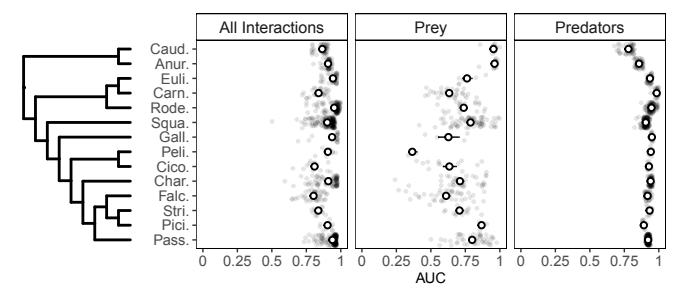 All Interactions Prey Predators
Caud.
Anur.
Euli.
Carn.
Rode.
Squa.
Gall.
Peli.
Cico.
Char.
Falc.
Stri.
Pici.
Pass.
0 0.25 0.5 0.75 1 0 0.25 0.5 0.75 1 0 0.25 0.5 0.75 1
AUC